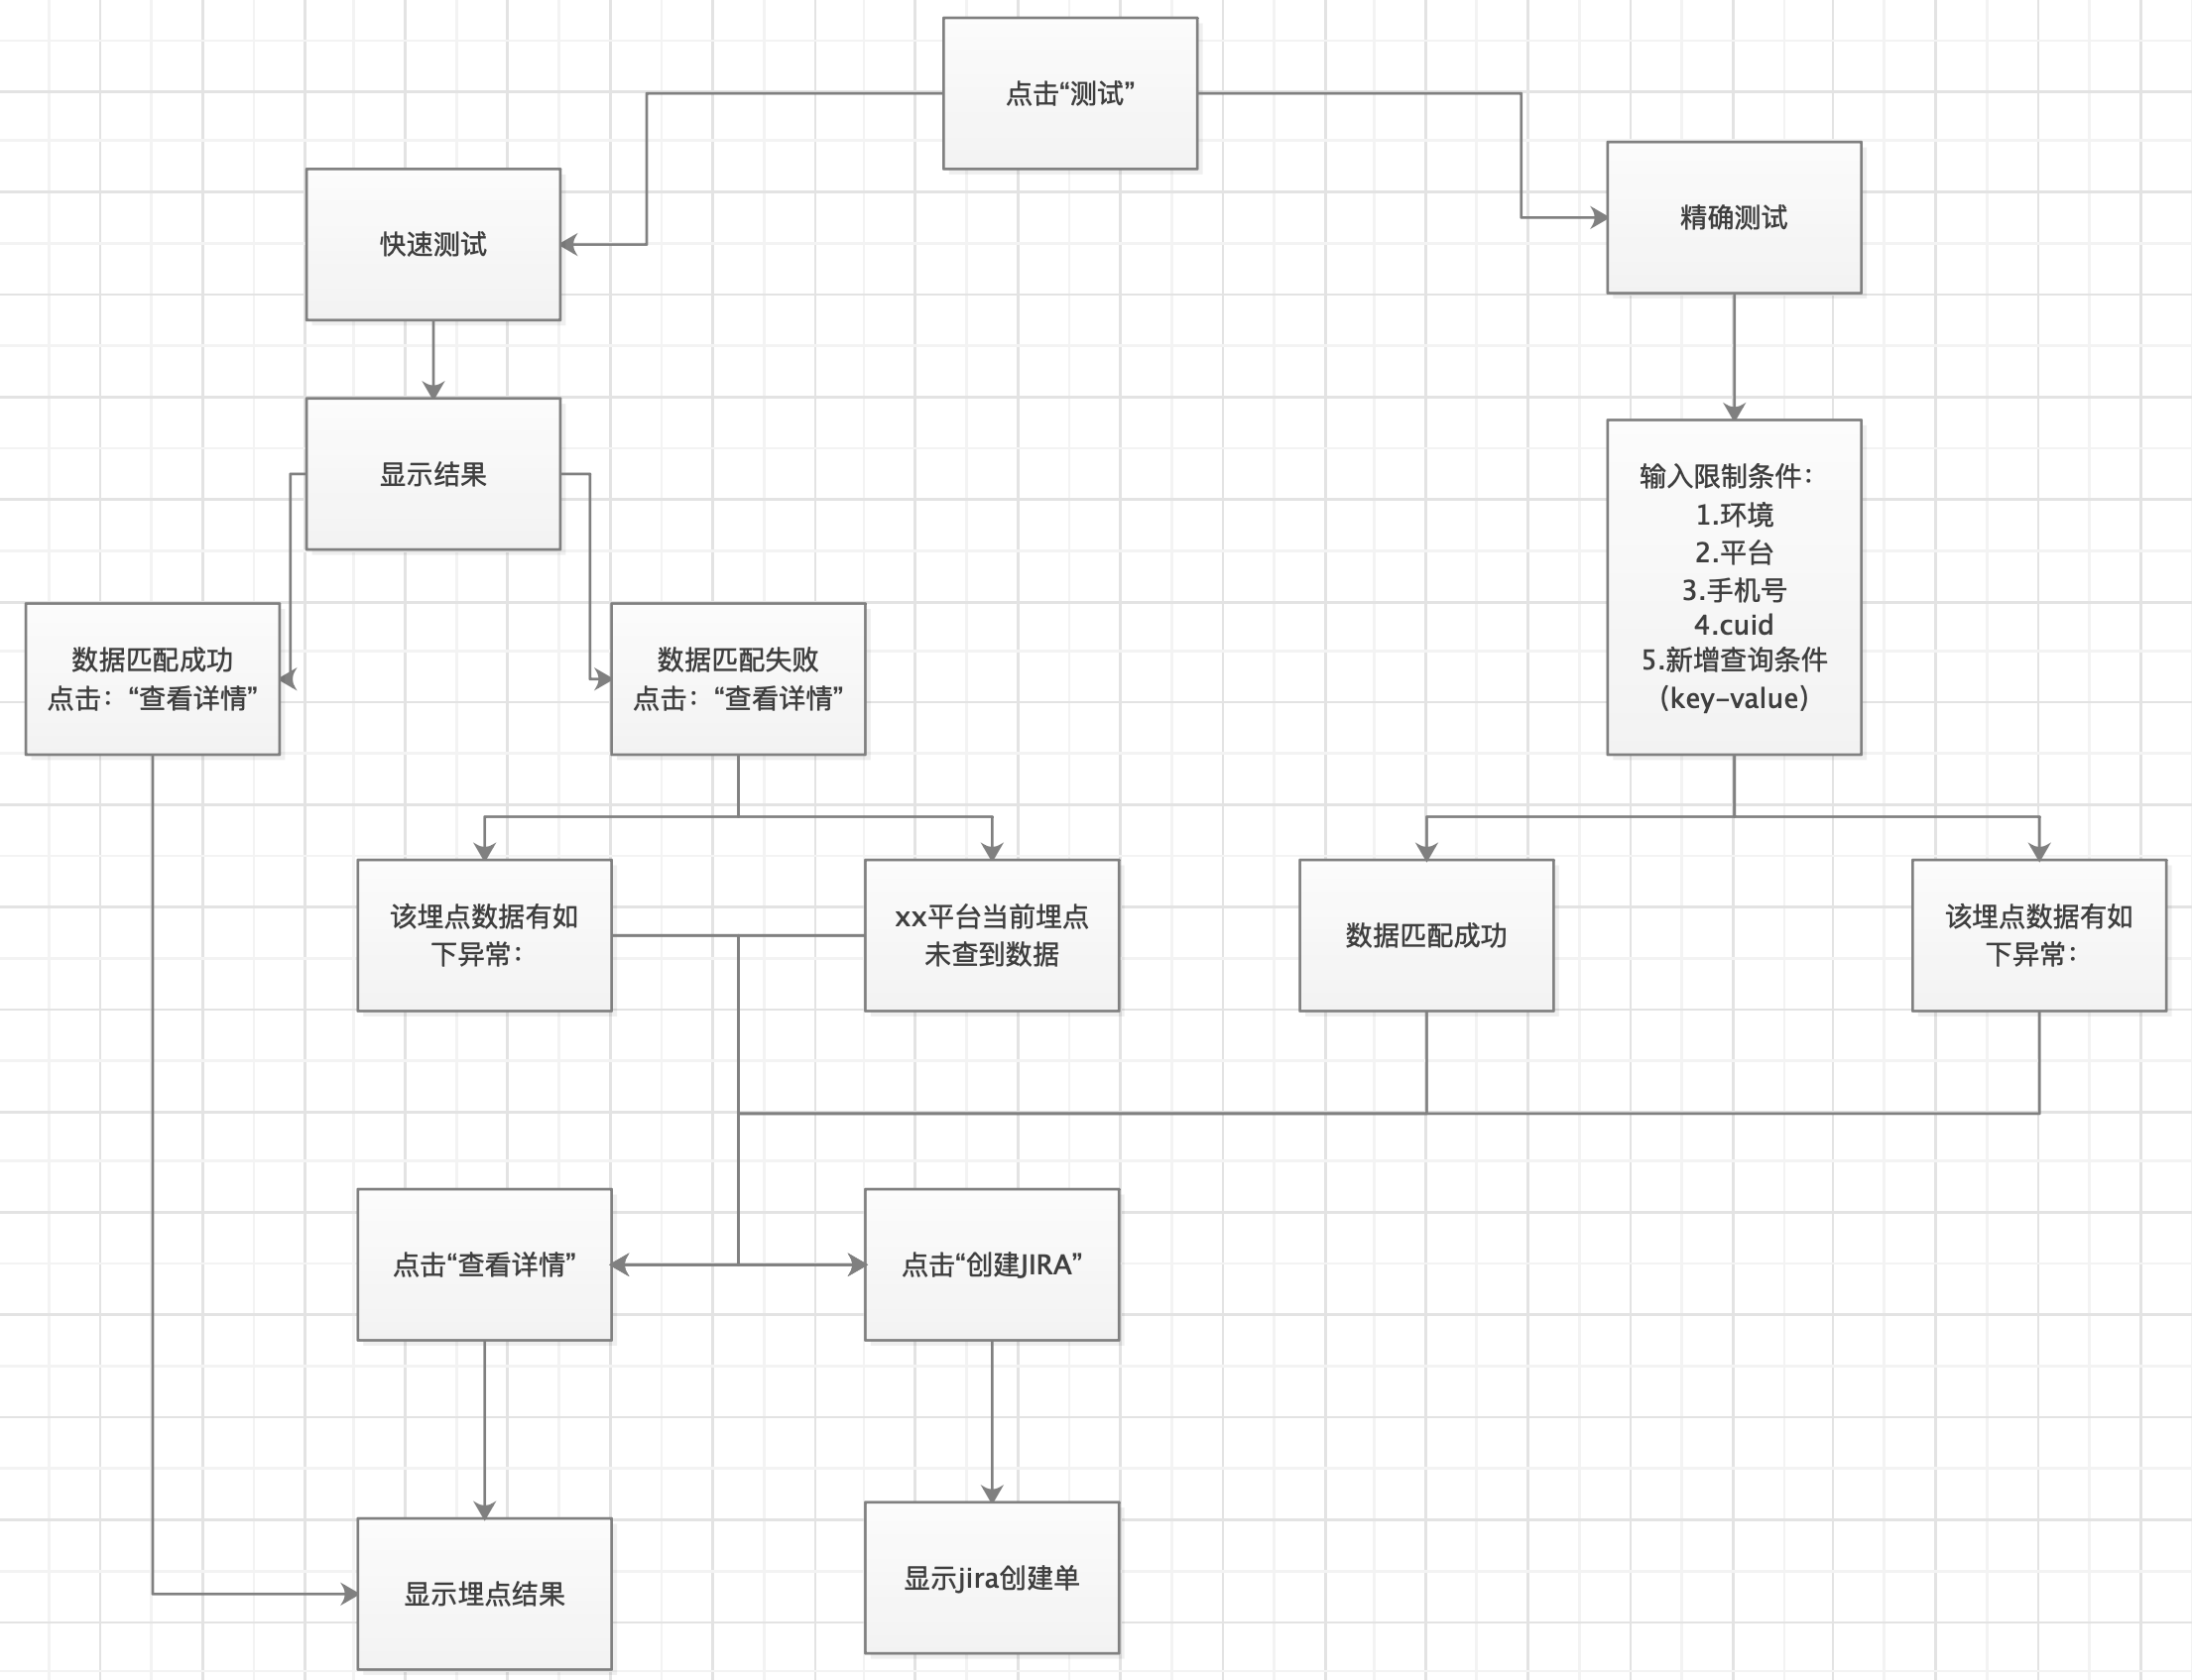 点击“测试”
快速测试
精确测试
显示结果
输入限制条件：
1.环境
2.平台
3.手机号
4.cuid
5.新增查询条件
（key-value）
数据匹配成功
点击：“查看详情”
数据匹配失败
点击：“查看详情”
该埋点数据有如
下异常：
xx平台当前埋点
未查到数据
数据匹配成功
该埋点数据有如
下异常：
点击“查看详情”
点击“创建JIRA”
显示埋点结果
显示jira创建单